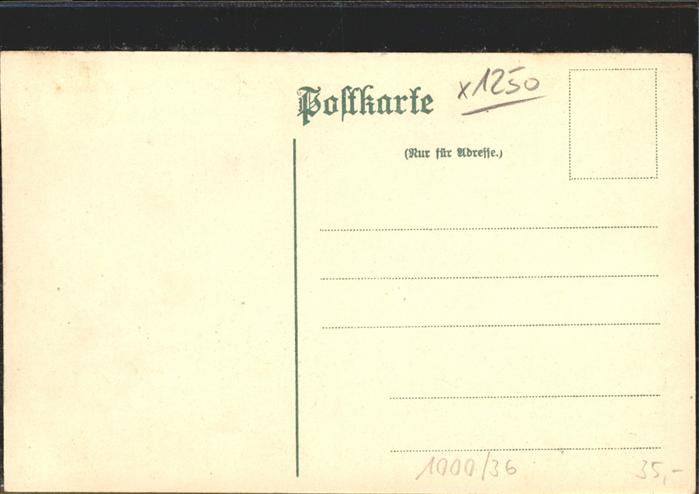 Postkarte
x1250
(Nur für Adresse.)
1000/36
35,-